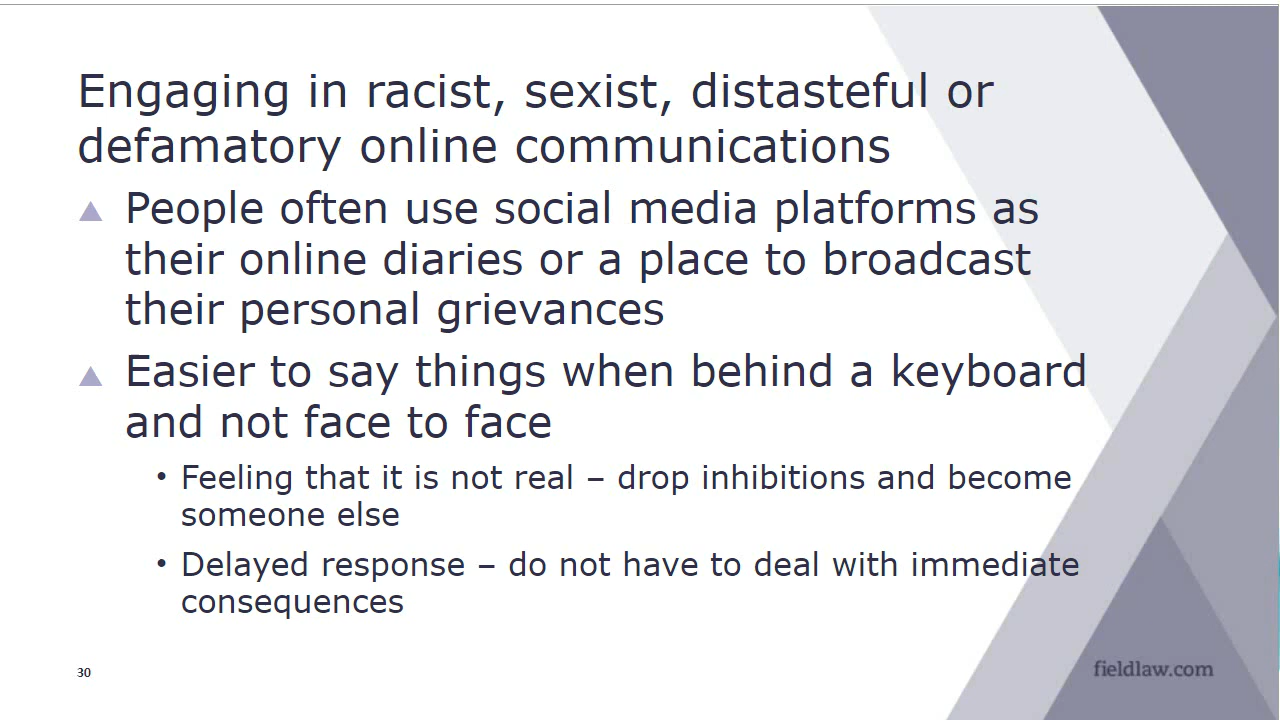 Engaging in racist, sexist, distasteful or
defamatory online communications
People often use social media platforms as
their online diaries or a place to broadcast
their personal grievances
Easier to say things when behind a keyboard
and not face to face
• Feeling that it is not real – drop inhibitions and become
someone else
• Delayed response – do not have to deal with immediate
consequences
30
fieldlaw.com